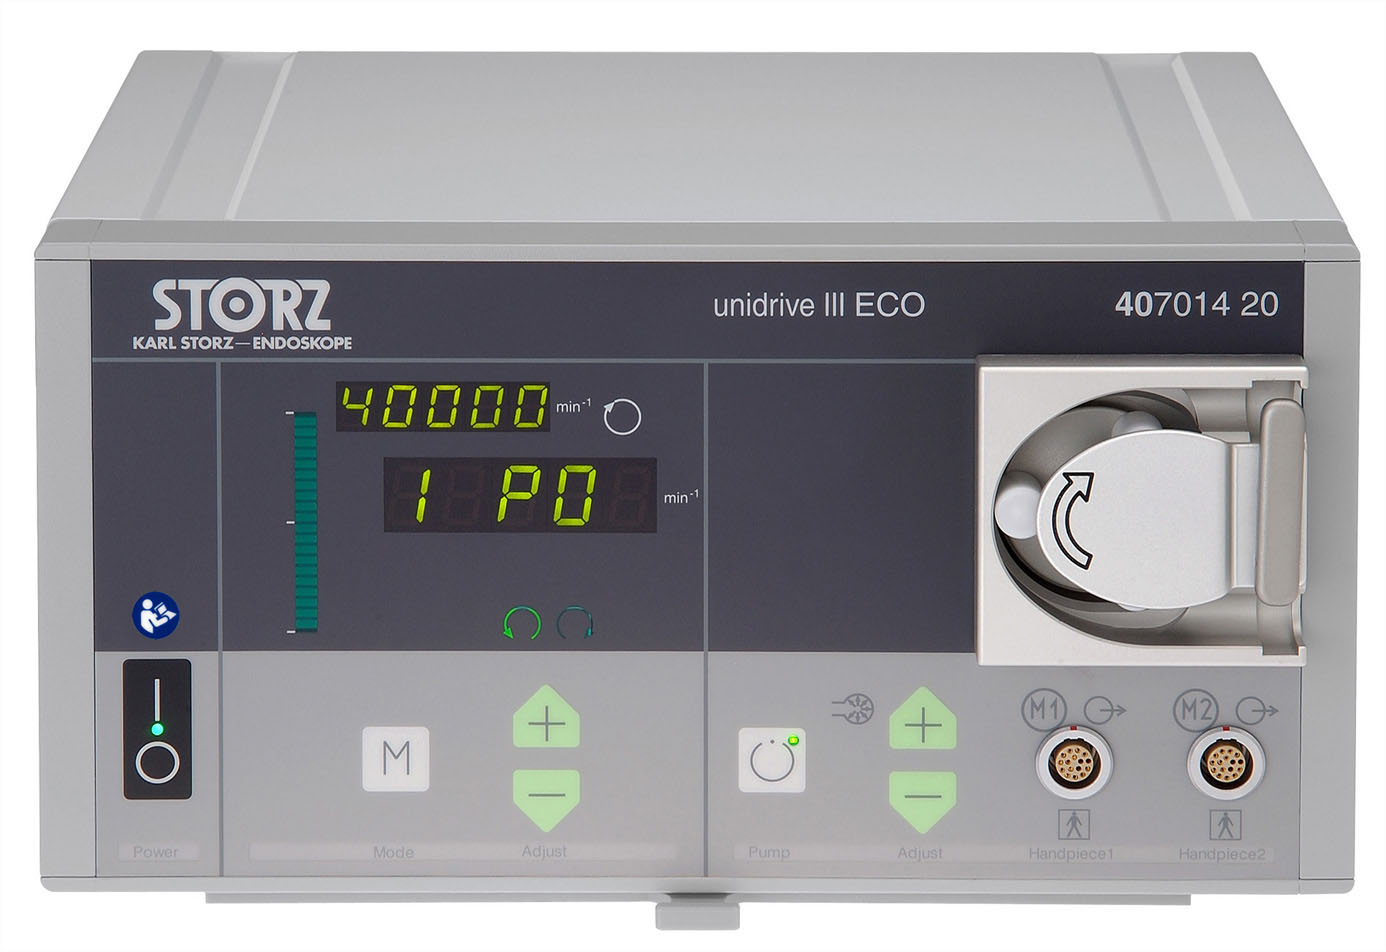 STORZ
KARL STORZ—ENDOSKOPE
unidrive III ECO
407014 20
40000 min-1
1 P0 min-1
M
M1
M2
Power
Mode
Adjust
Pump
Adjust
Handpiece1
Handpiece2